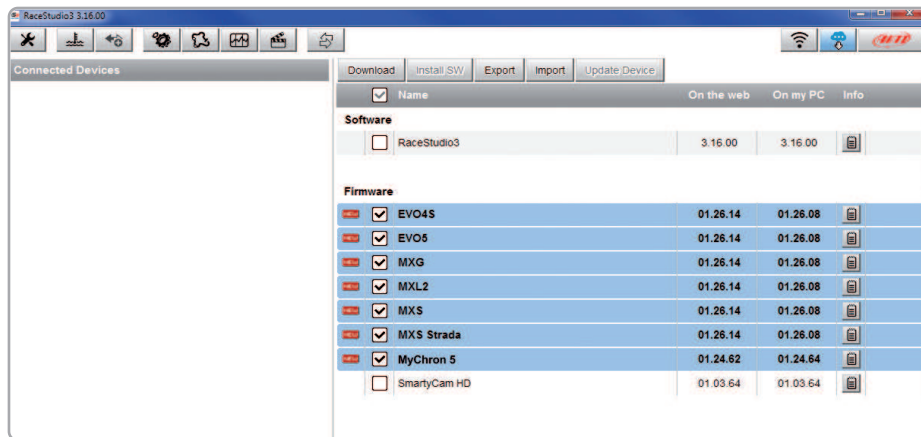 RaceStudio3 3.16.00
AiM
Connected Devices
Download Install SW Export Import Update Device
Name On the web On my PC Info
Software
RaceStudio3 3.16.00 3.16.00
Firmware
EVO4S 01.26.14 01.26.08
EVO5 01.26.14 01.26.08
MXG 01.26.14 01.26.08
MXL2 01.26.14 01.26.08
MXS 01.26.14 01.26.08
MXS Strada 01.26.14 01.26.08
MyChron 5 01.24.62 01.24.64
SmartyCam HD 01.03.64 01.03.64